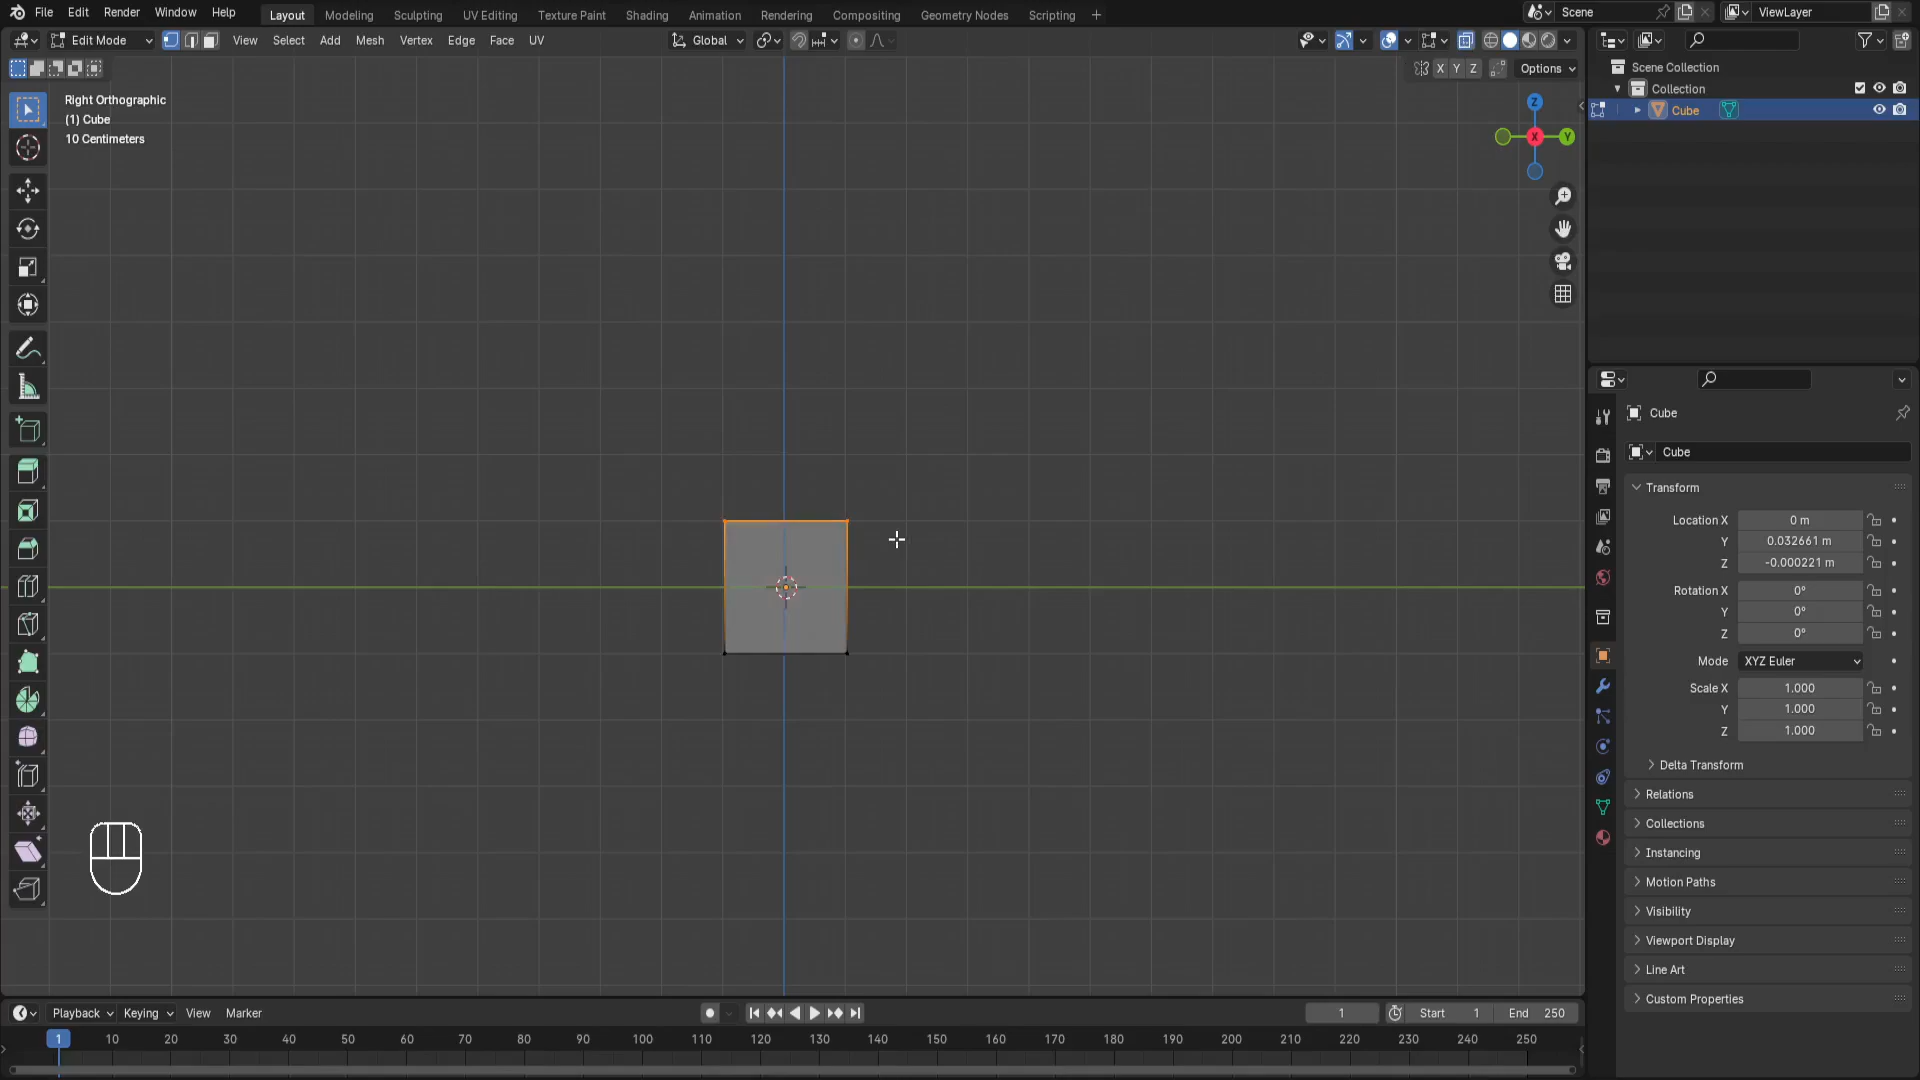 File Edit Render Window Help
Layout Modeling Sculpting UV Editing Texture Paint Shading Animation Rendering Compositing Geometry Nodes Scripting +
Scene
ViewLayer
Edit Mode View Select Add Mesh Vertex Edge Face UV
Global
X Y Z Options
Right Orthographic
(1) Cube
10 Centimeters
Z
X
Y
Scene Collection
Collection
Cube
Cube
Cube
Transform
Location X 0 m
Y 0.032661 m
Z -0.000221 m
Rotation X 0°
Y 0°
Z 0°
Mode XYZ Euler
Scale X 1.000
Y 1.000
Z 1.000
Delta Transform
Relations
Collections
Instancing
Motion Paths
Visibility
Viewport Display
Line Art
Custom Properties
Playback Keying View Marker
1 Start 1 End 250
1 10 20 30 40 50 60 70 80 90 100 110 120 130 140 150 160 170 180 190 200 210 220 230 240 250